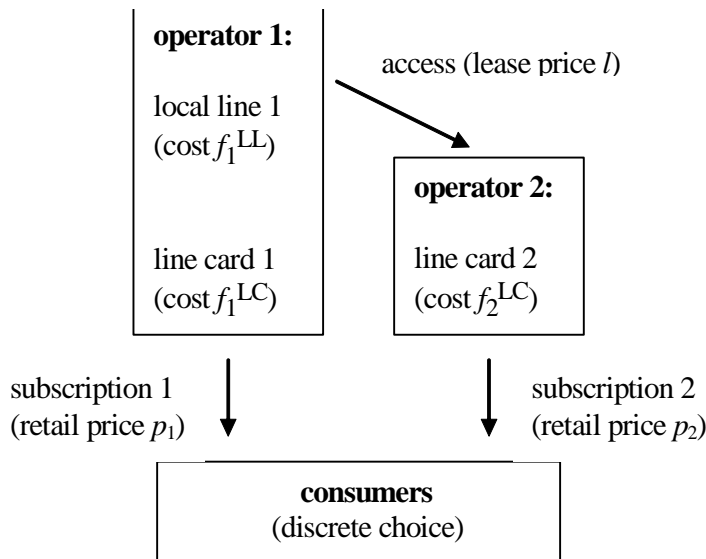 operator 1:
access (lease price l)
local line 1
(cost f₁ᴸᴸ)
operator 2:
line card 1
(cost f₁ᴸC)
line card 2
(cost f₂ᴸC)
subscription 1
(retail price p₁)
subscription 2
(retail price p₂)
consumers
(discrete choice)